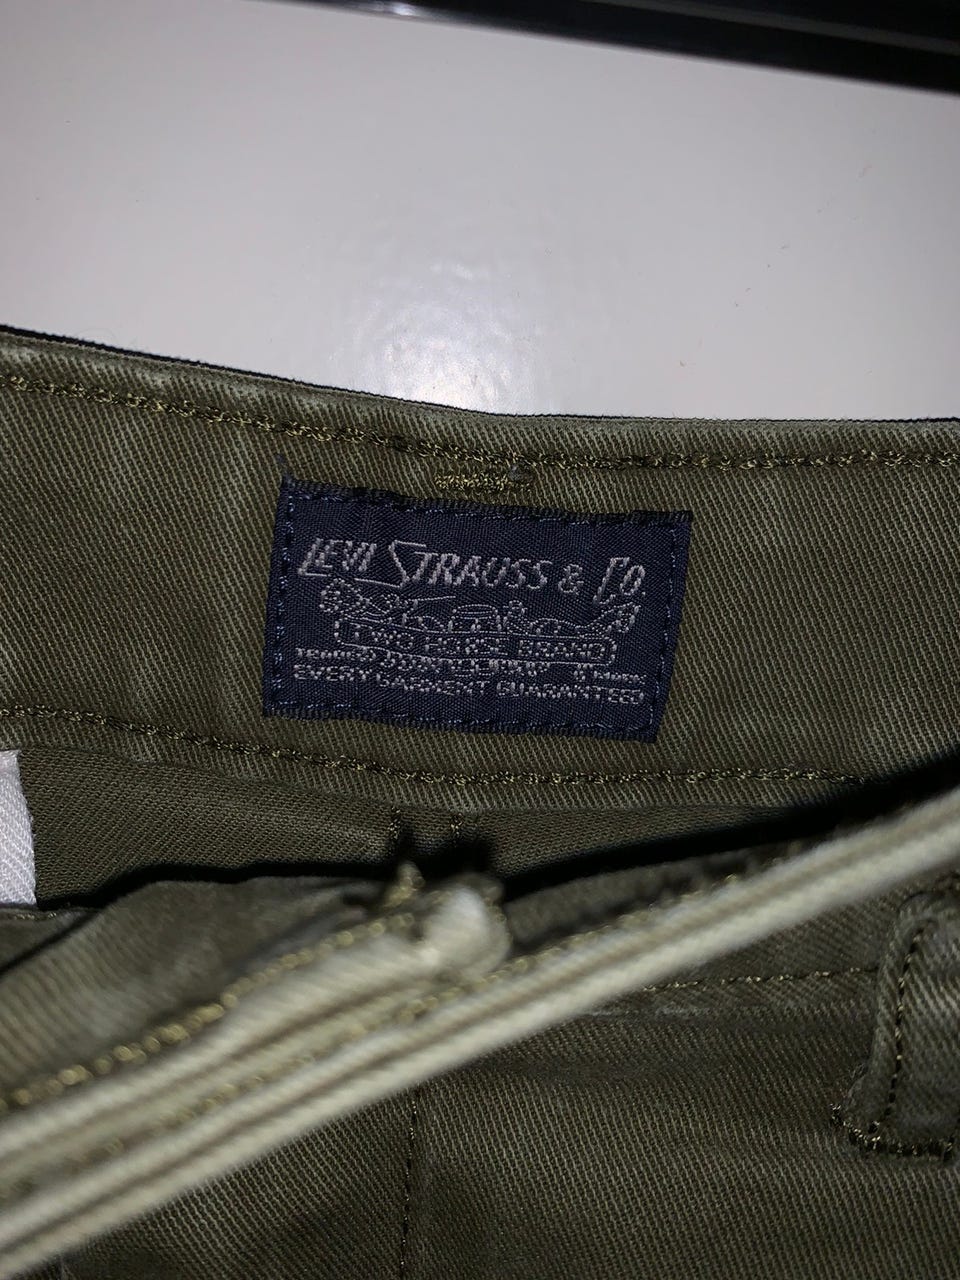 LEVI STRAUSS & CO
TWO HORSE BRAND
EVERY GARMENT GUARANTEED